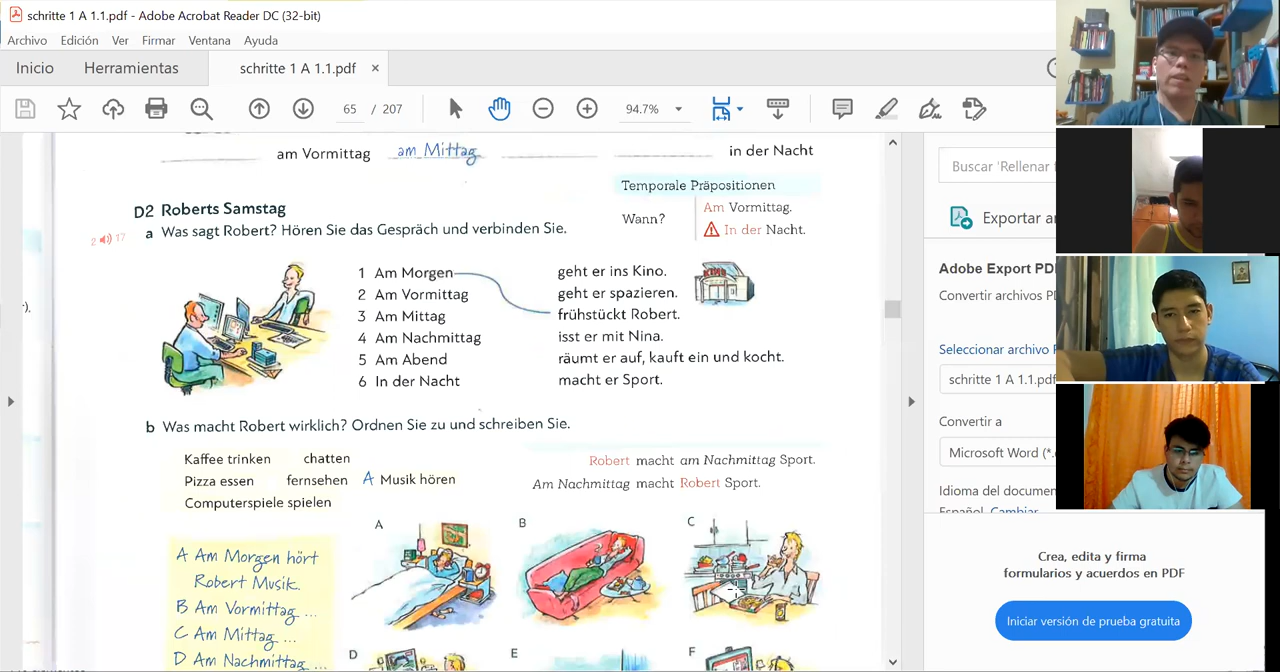 schritte 1 A 1.1.pdf - Adobe Acrobat Reader DC (32-bit)
Archivo Edición Ver Firmar Ventana Ayuda
Inicio Herramientas schritte 1 A 1.1.pdf ×
65 / 207 94.7%
am Vormittag am Mittag in der Nacht
Temporale Präpositionen
Wann? Am Vormittag.
In der Nacht.
D2 Roberts Samstag
a Was sagt Robert? Hören Sie das Gespräch und verbinden Sie.
2 17
1 Am Morgen geht er ins Kino.
2 Am Vormittag geht er spazieren.
3 Am Mittag frühstückt Robert.
4 Am Nachmittag isst er mit Nina.
5 Am Abend räumt er auf, kauft ein und kocht.
6 In der Nacht macht er Sport.
KINO
b Was macht Robert wirklich? Ordnen Sie zu und schreiben Sie.
Kaffee trinken chatten
Pizza essen fernsehen A Musik hören
Computerspiele spielen
Robert macht am Nachmittag Sport.
Am Nachmittag macht Robert Sport.
A B C
A Am Morgen hört
Robert Musik.
B Am Vormittag ...
C Am Mittag ...
D Am Nachmittag ...
D E F
r),
Buscar 'Rellenar
Exportar
Adobe Export PD
Convertir archivos
Seleccionar archivo
schritte 1 A 1.1.pdf
Convertir a
Microsoft Word (*.
Idioma del documen
Español Cambiar
Crea, edita y firma
formularios y acuerdos en PDF
Iniciar versión de prueba gratuita